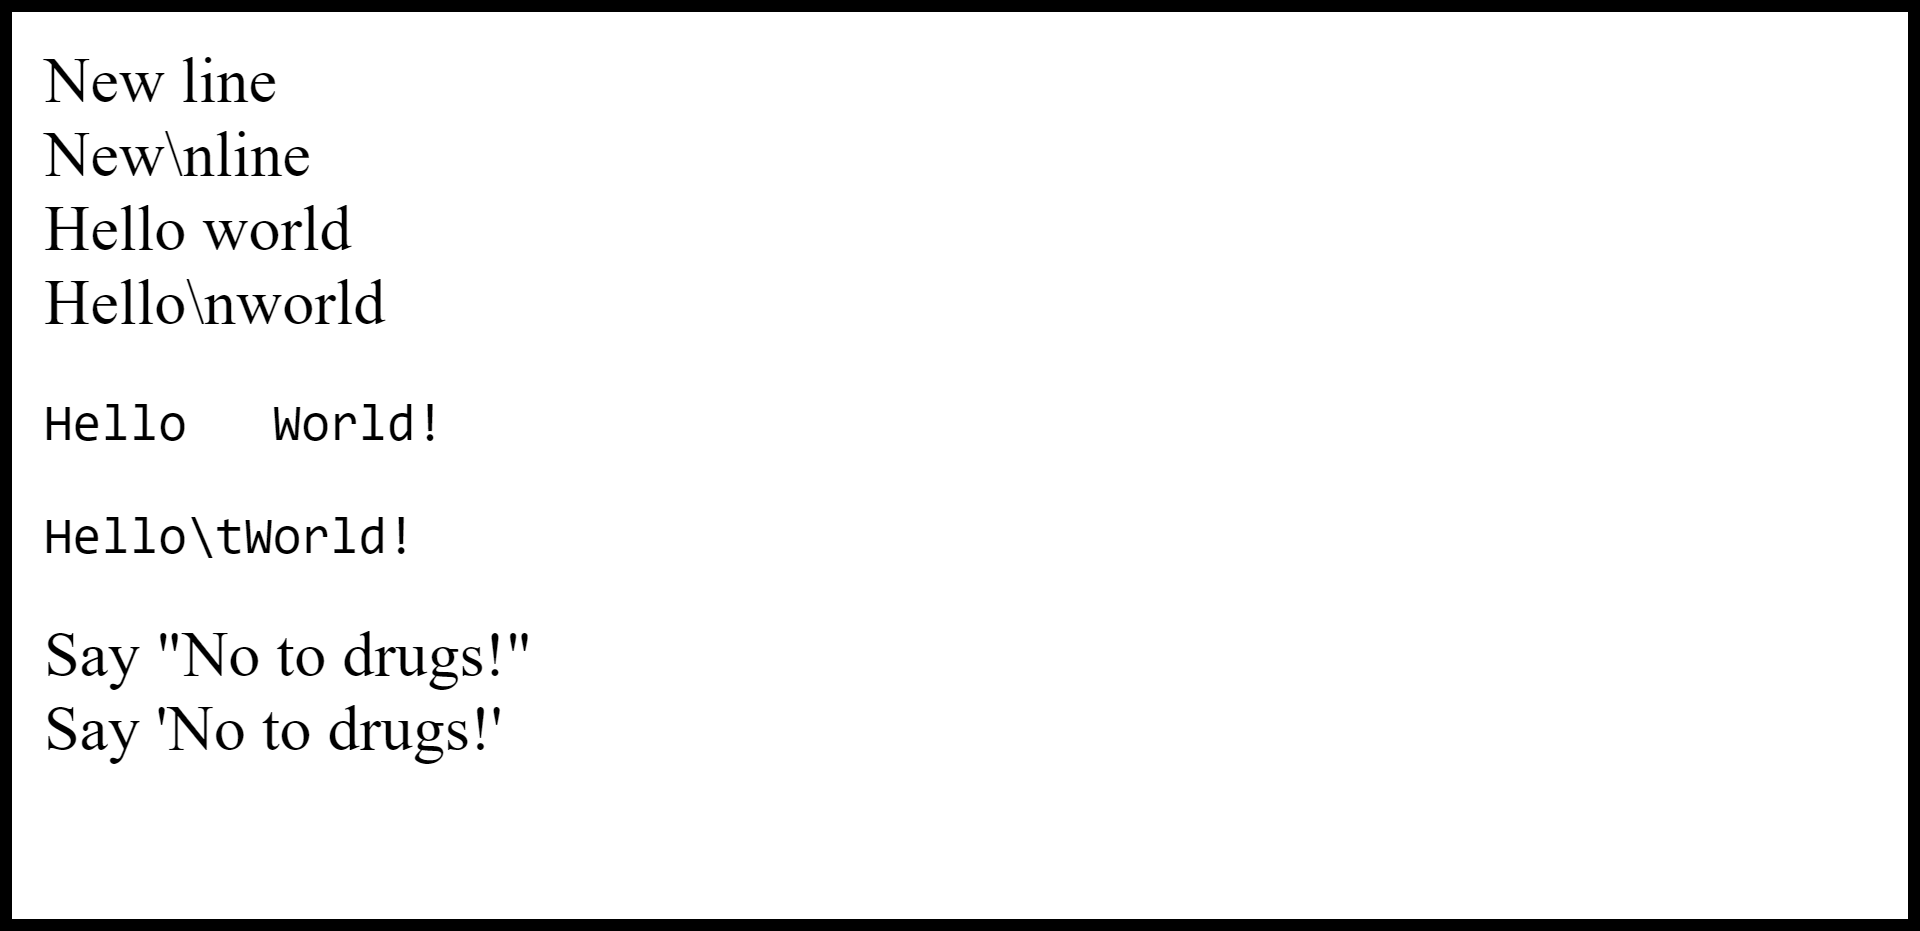 New line
New\nline
Hello world
Hello\nworld
Hello   World!
Hello\tWorld!
Say "No to drugs!"
Say 'No to drugs!'